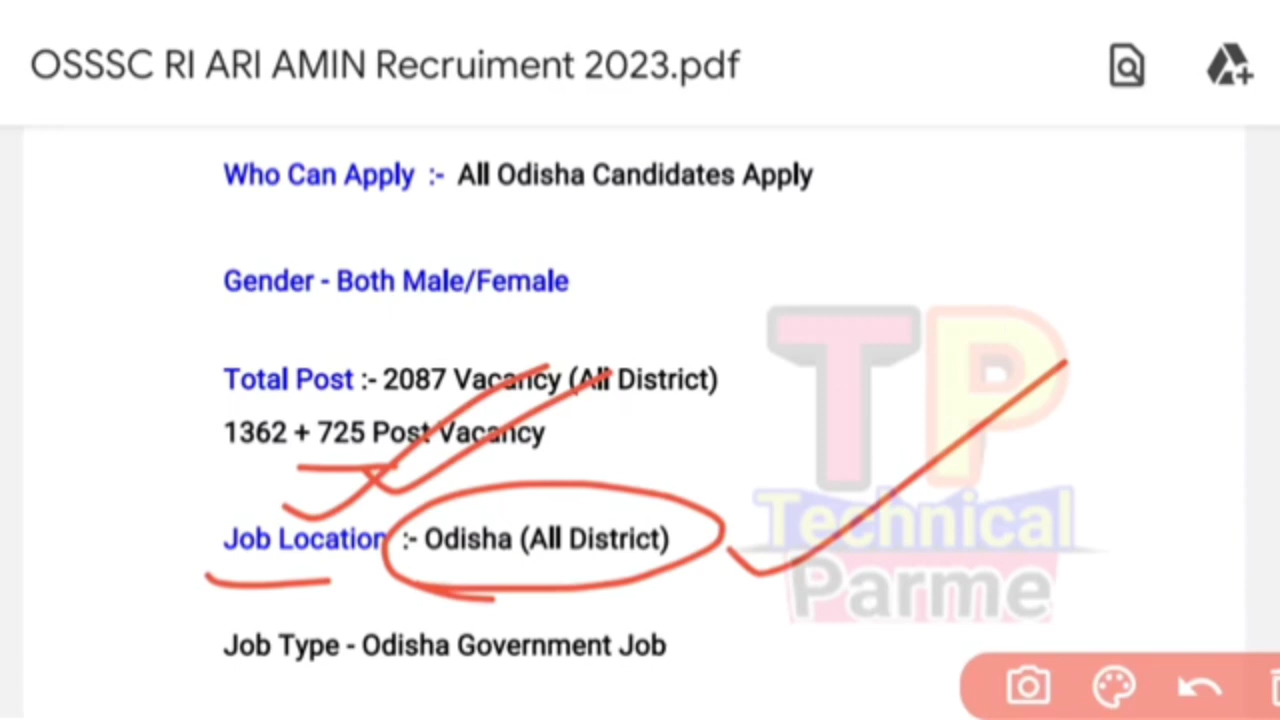 OSSSC RI ARI AMIN Recruiment 2023.pdf
Who Can Apply :- All Odisha Candidates Apply
Gender - Both Male/Female
Total Post :- 2087 Vacancy (All District)
1362 + 725 Post Vacancy
Job Location :- Odisha (All District)
Job Type - Odisha Government Job
TP
Technical
Parme